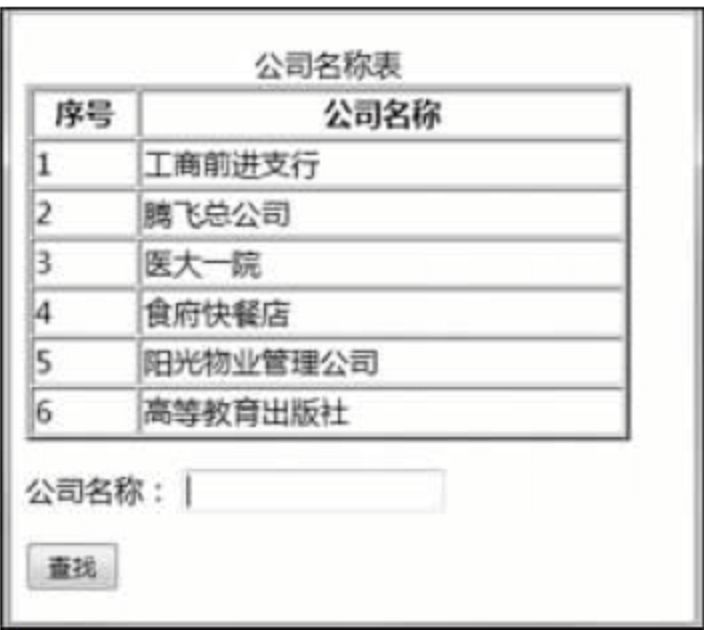 公司名称表
序号 公司名称
1 工商前进支行
2 腾飞总公司
3 医大一院
4 食府快餐店
5 阳光物业管理公司
6 高等教育出版社
公司名称：
查找